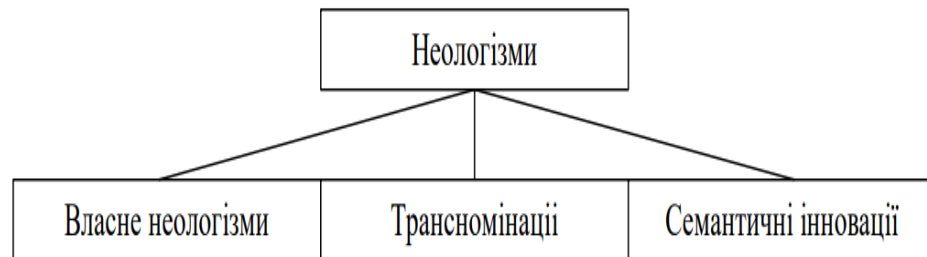 Неологізми
Власне неологізми
Трансномінації
Семантичні інновації